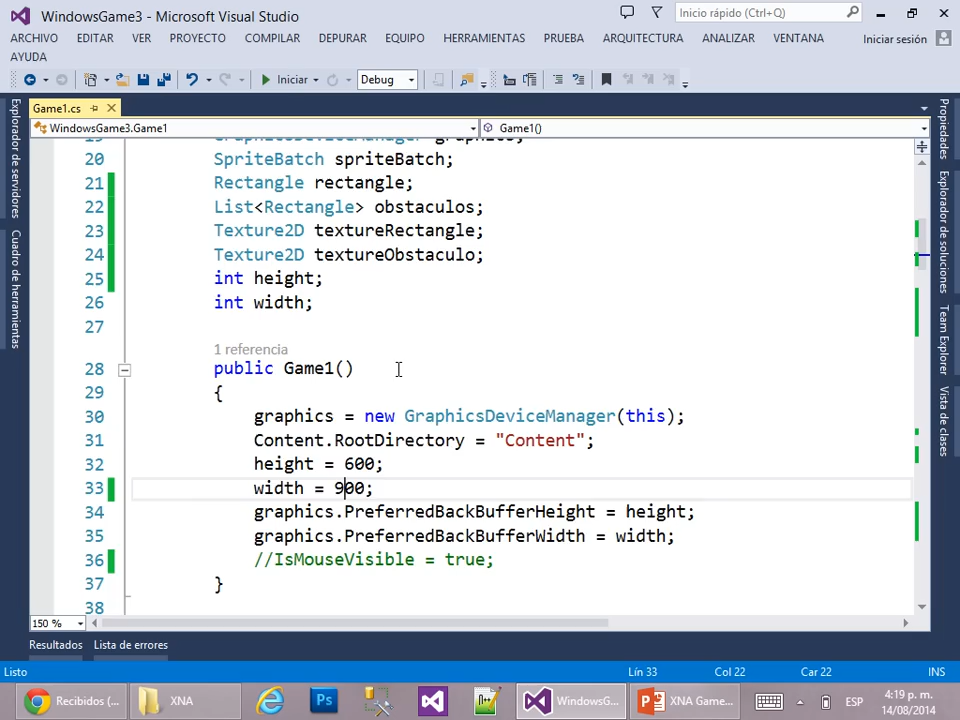 WindowsGame3 - Microsoft Visual Studio
Inicio rápido (Ctrl+Q)
ARCHIVO EDITAR VER PROYECTO COMPILAR DEPURAR EQUIPO HERRAMIENTAS PRUEBA ARQUITECTURA ANALIZAR VENTANA Iniciar sesión
AYUDA
Iniciar Debug
Game1.cs
WindowsGame3.Game1 Game1()
Explorador de servidores
Cuadro de herramientas
19 GraphicsDeviceManager graphics;
20 SpriteBatch spriteBatch;
21 Rectangle rectangle;
22 List<Rectangle> obstaculos;
23 Texture2D textureRectangle;
24 Texture2D textureObstaculo;
25 int height;
26 int width;
27
1 referencia
28 public Game1()
29 {
30 graphics = new GraphicsDeviceManager(this);
31 Content.RootDirectory = "Content";
32 height = 600;
33 width = 900;
34 graphics.PreferredBackBufferHeight = height;
35 graphics.PreferredBackBufferWidth = width;
36 //IsMouseVisible = true;
37 }
38
Propiedades
Explorador de soluciones
Team Explorer
Vista de clases
150 %
Resultados Lista de errores
Listo Lín 33 Col 22 Car 22 INS
Recibidos (... XNA Ps WindowsG... XNA Game... ESP 4:19 p. m.
14/08/2014